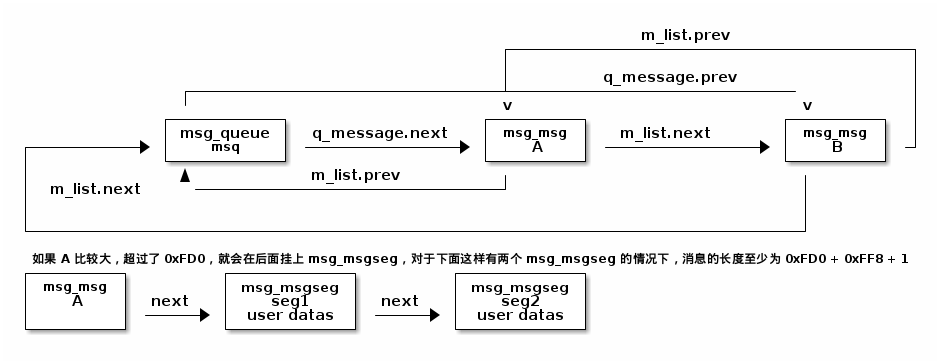 m_list.prev
q_message.prev
v
v
msg_queue
msq
q_message.next
msg_msg
A
m_list.next
msg_msg
B
m_list.prev
m_list.next
如果 A 比较大，超过了 0xFD0，就会在后面挂上 msg_msgseg，对于下面这样有两个 msg_msgseg 的情况下，消息的长度至少为 0xFD0 + 0xFF8 + 1
msg_msg
A
next
msg_msgseg
seg1
user datas
next
msg_msgseg
seg2
user datas